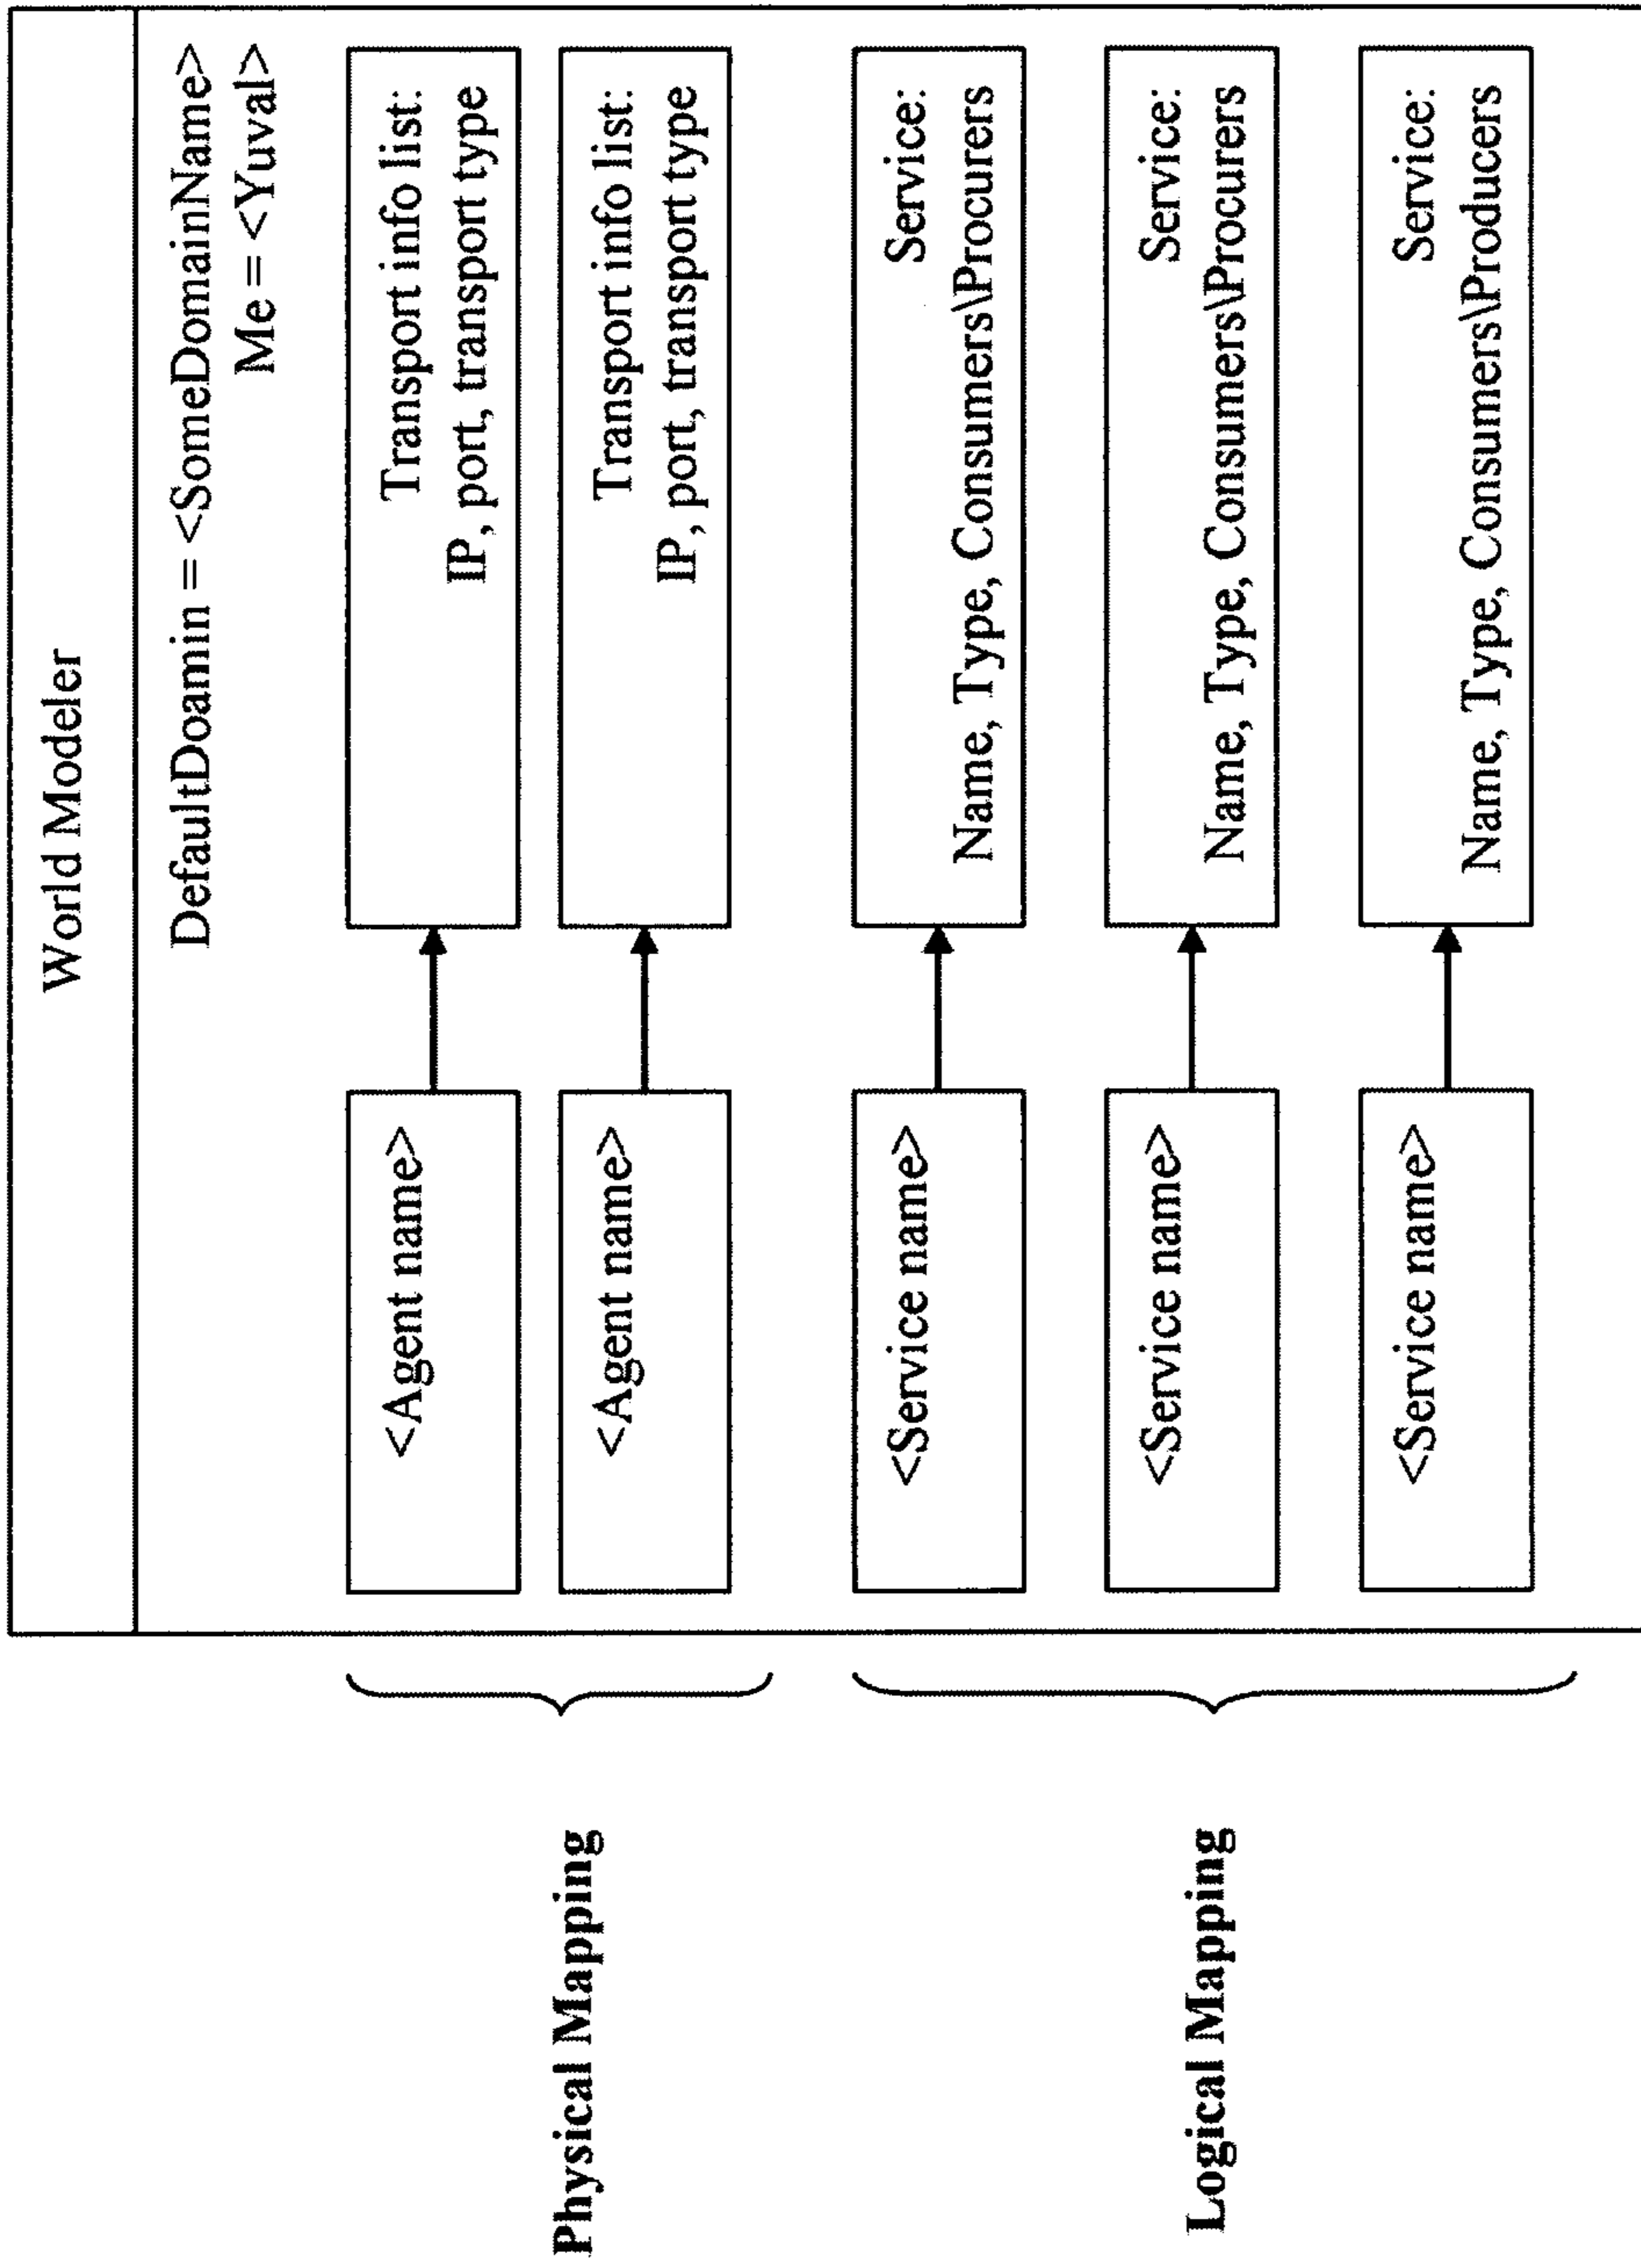 World Modeler
DefaultDoamin = <SomeDomainName>
Me = <Yuval>
Physical Mapping
<Agent name>
Transport info list:
IP, port, transport type
<Agent name>
Transport info list:
IP, port, transport type
Logical Mapping
<Service name>
Service:
Name, Type, Consumers\Procurers
<Service name>
Service:
Name, Type, Consumers\Procurers
<Service name>
Service:
Name, Type, Consumers\Producers